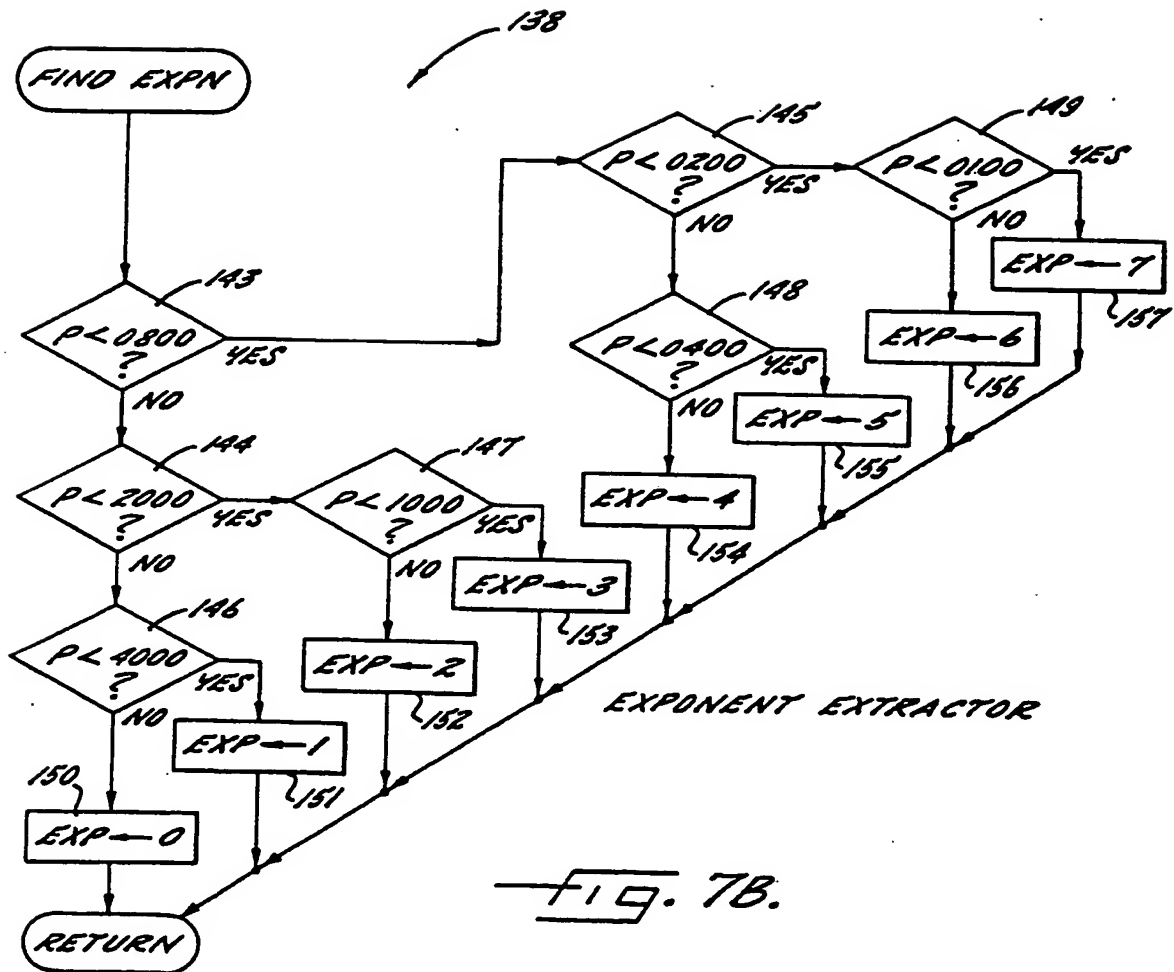 138
FIND EXPN
145
149
P<0200
?
YES
NO
P<0100
?
YES
NO
EXP←7
157
143
P<0800
?
YES
NO
148
P<0400
?
YES
NO
EXP←6
156
EXP←5
155
144
P<2000
?
YES
NO
147
P<1000
?
YES
NO
EXP←4
154
EXP←3
153
146
P<4000
?
YES
NO
EXP←2
152
EXPONENT EXTRACTOR
EXP←1
151
150
EXP←0
RETURN
Fig. 7B.